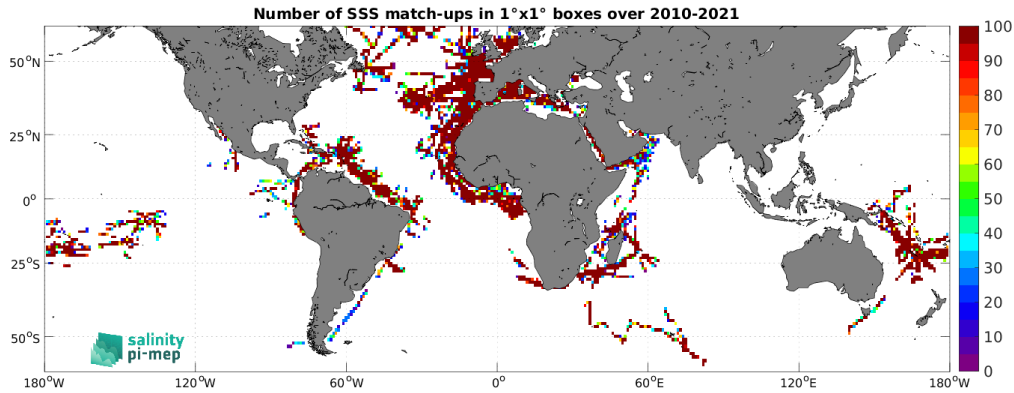 Number of SSS match-ups in 1°x1° boxes over 2010-2021
50°N
25°N
0°
25°S
50°S
180°W
120°W
60°W
0°
60°E
120°E
180°W
100
90
80
70
60
50
40
30
20
10
0
salinity
pi-mep